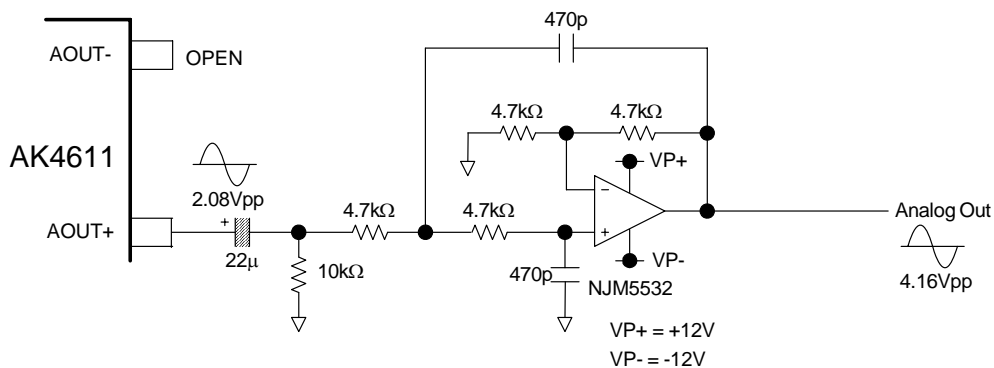 470p
AOUT-
OPEN
4.7kΩ
4.7kΩ
AK4611
VP+
2.08Vpp
−
4.7kΩ
4.7kΩ
Analog Out
AOUT+
+
+
22μ
10kΩ
470p
VP-
NJM5532
4.16Vpp
VP+ = +12V
VP- = -12V